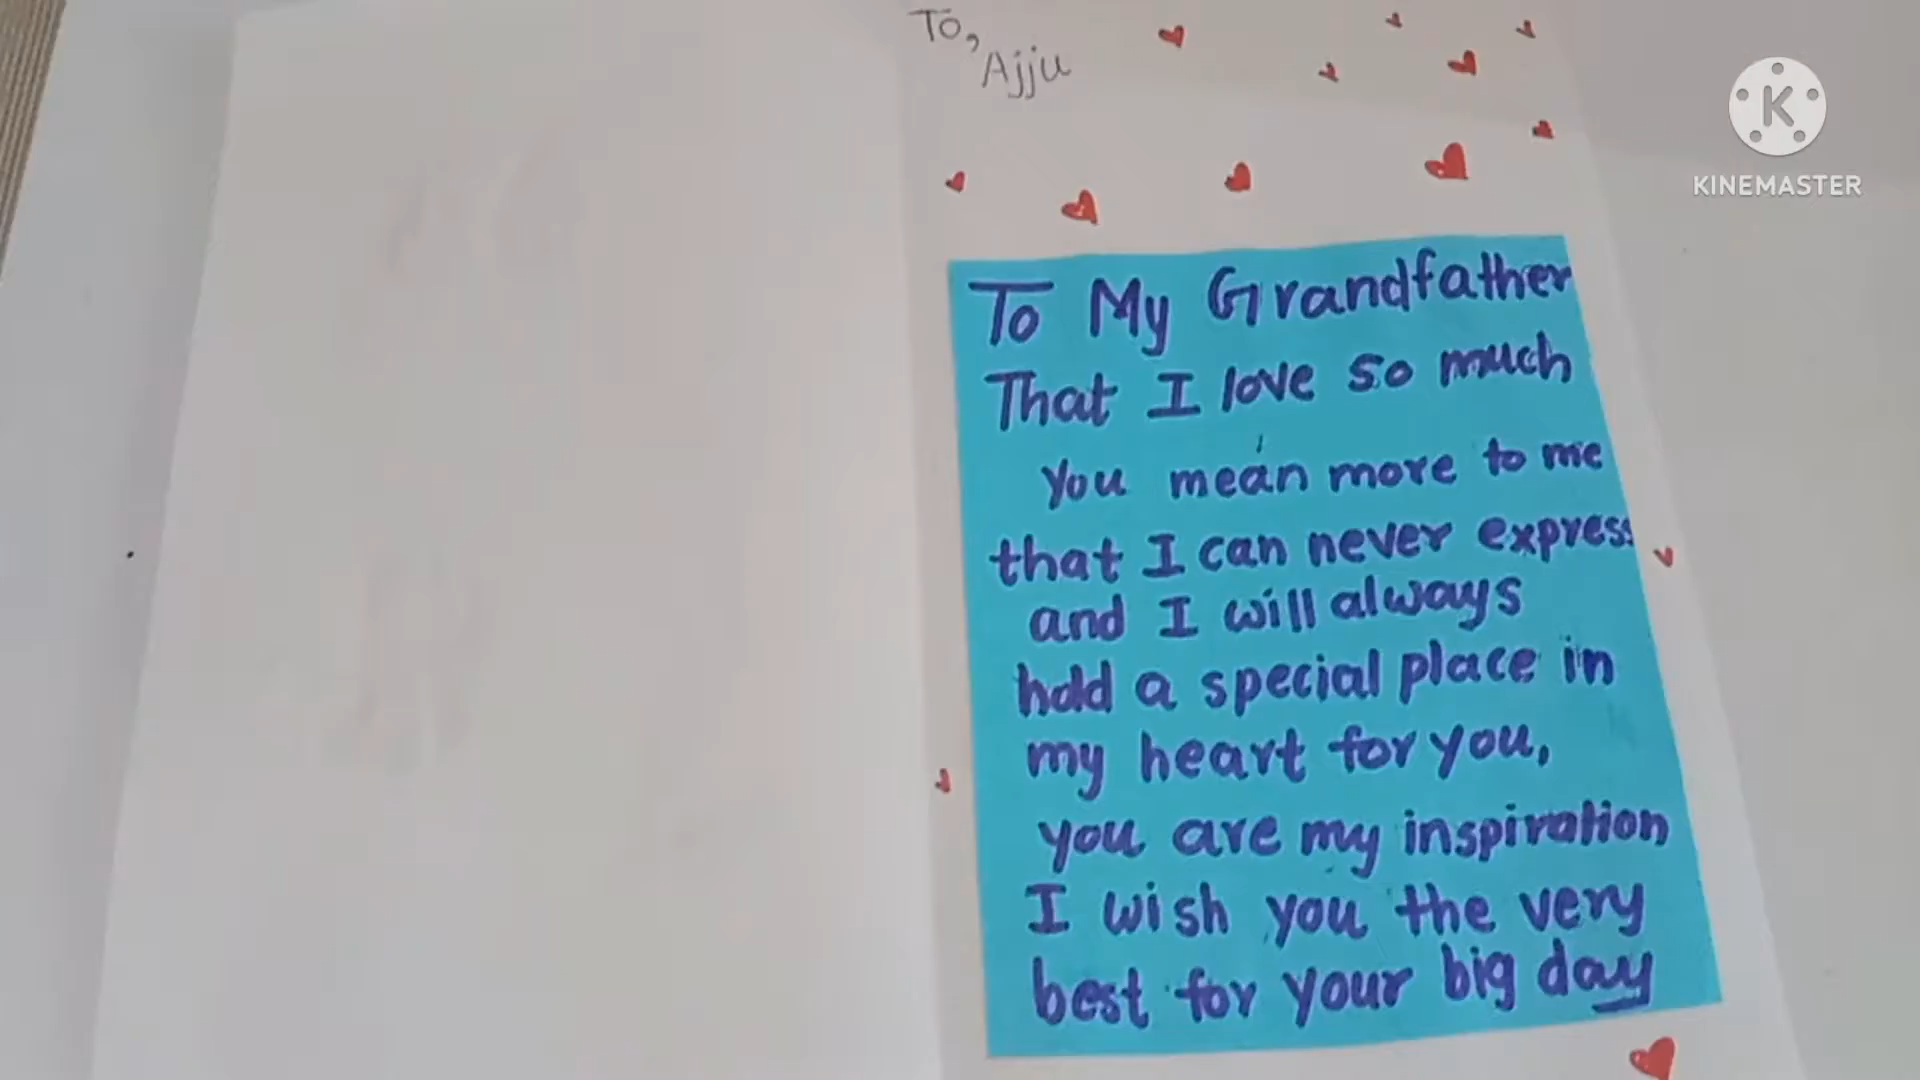 To,
Ajju
KINEMASTER
To My Grandfather
That I love so much
You mean more to me
that I can never express
and I will always
hold a special place in
my heart for you,
you are my inspiration
I wish you the very
best for your big day